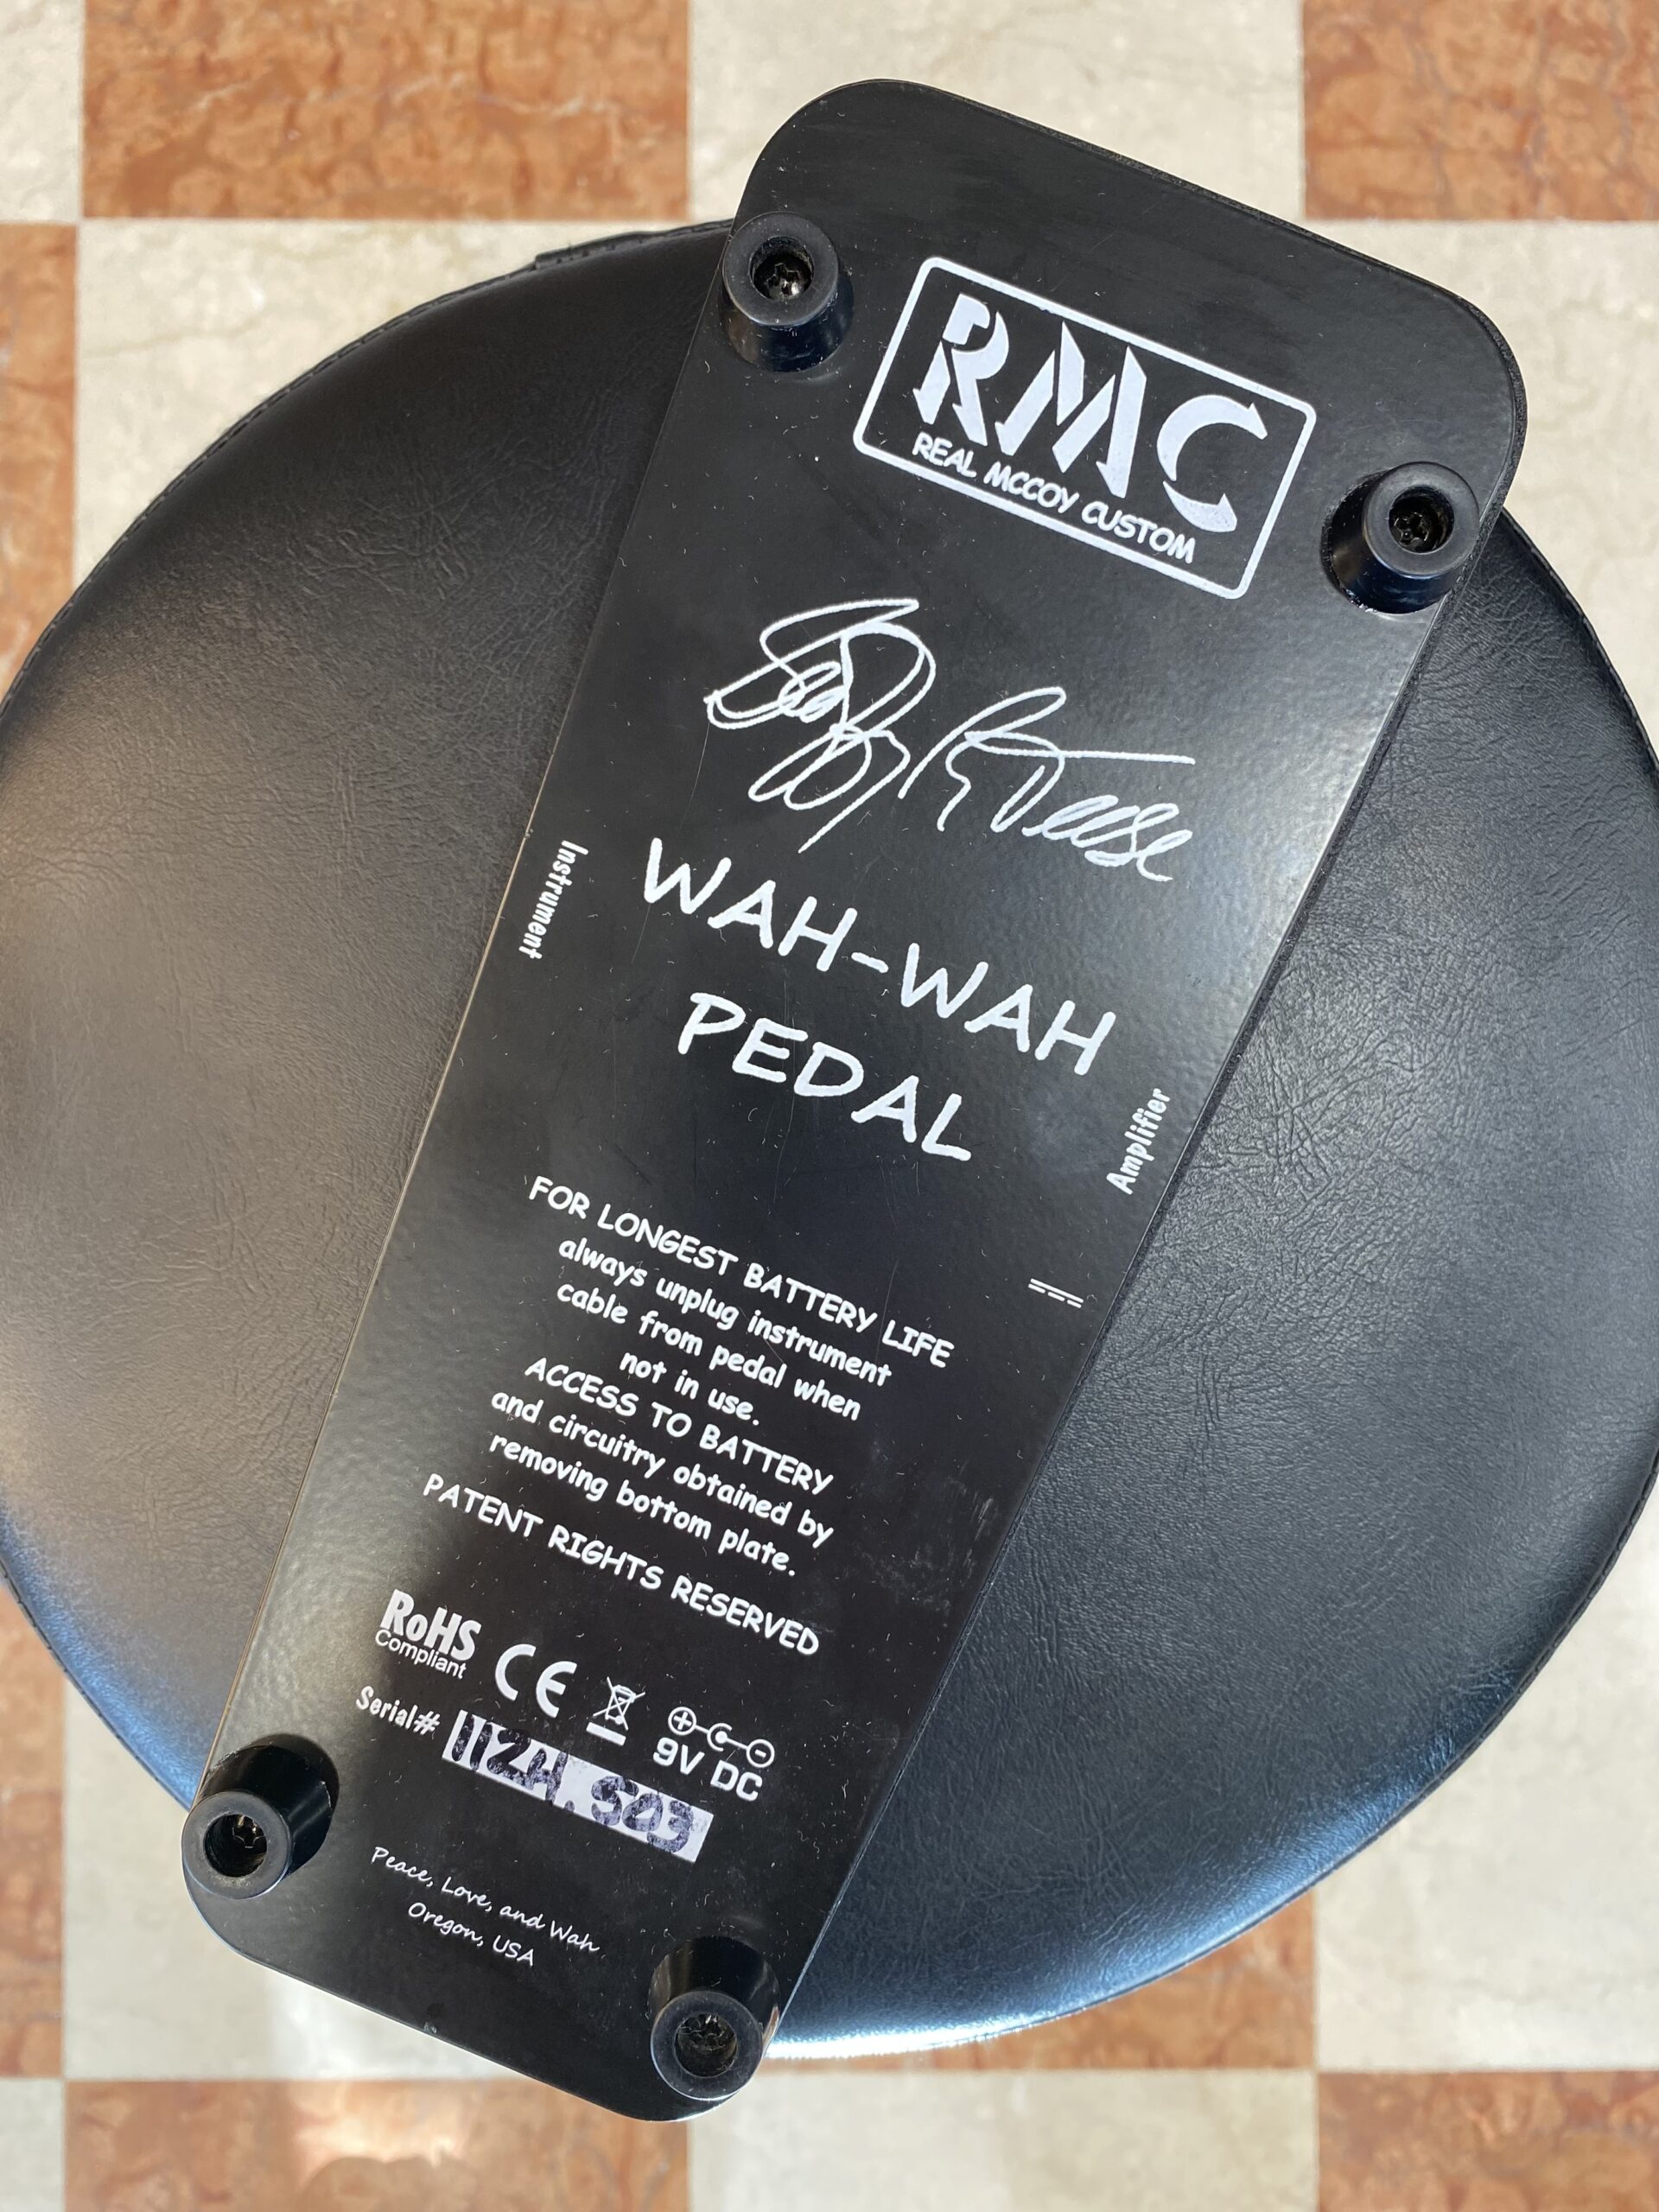 RMC
REAL MCCOY CUSTOM
Teese
WAH-WAH
PEDAL
Instrument
Amplifier
FOR LONGEST BATTERY LIFE
always unplug instrument
cable from pedal when
not in use.
ACCESS TO BATTERY
and circuitry obtained by
removing bottom plate.
PATENT RIGHTS RESERVED
RoHS
Compliant
CE
9V DC
Serial#
Peace, Love, and Wah
Oregon, USA